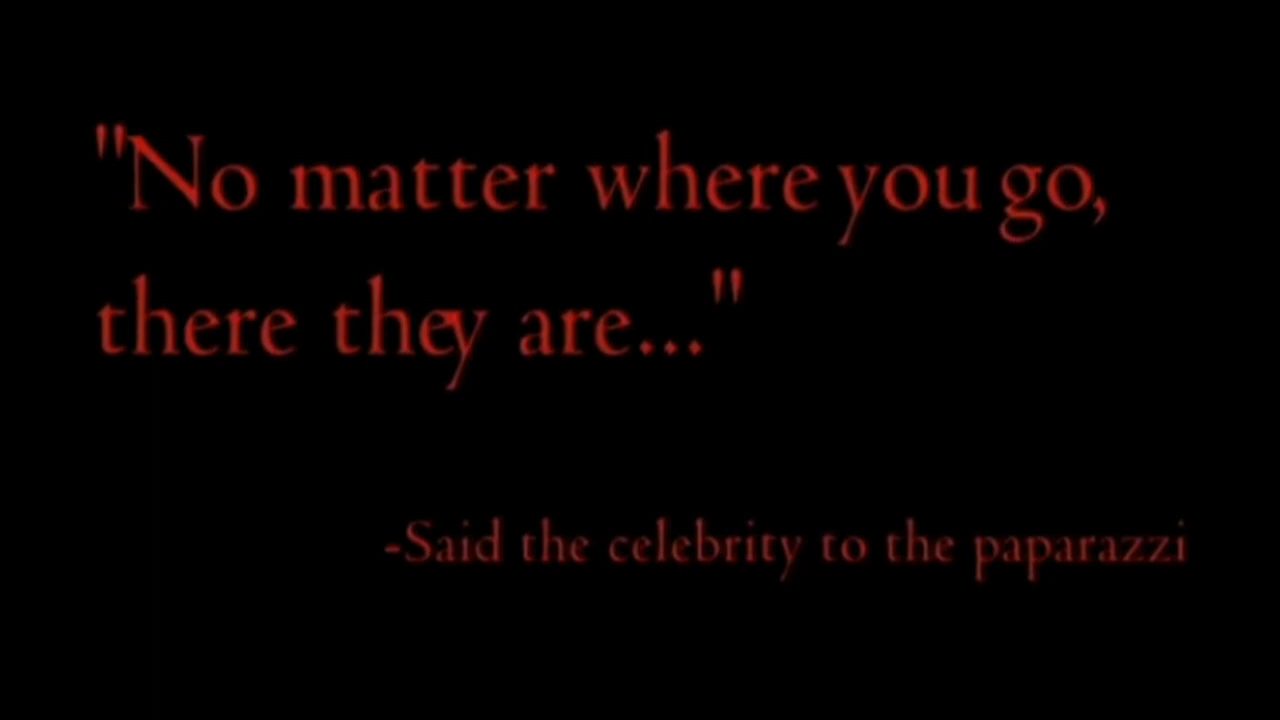 "No matter where you go,
there they are..."
-Said the celebrity to the paparazzi